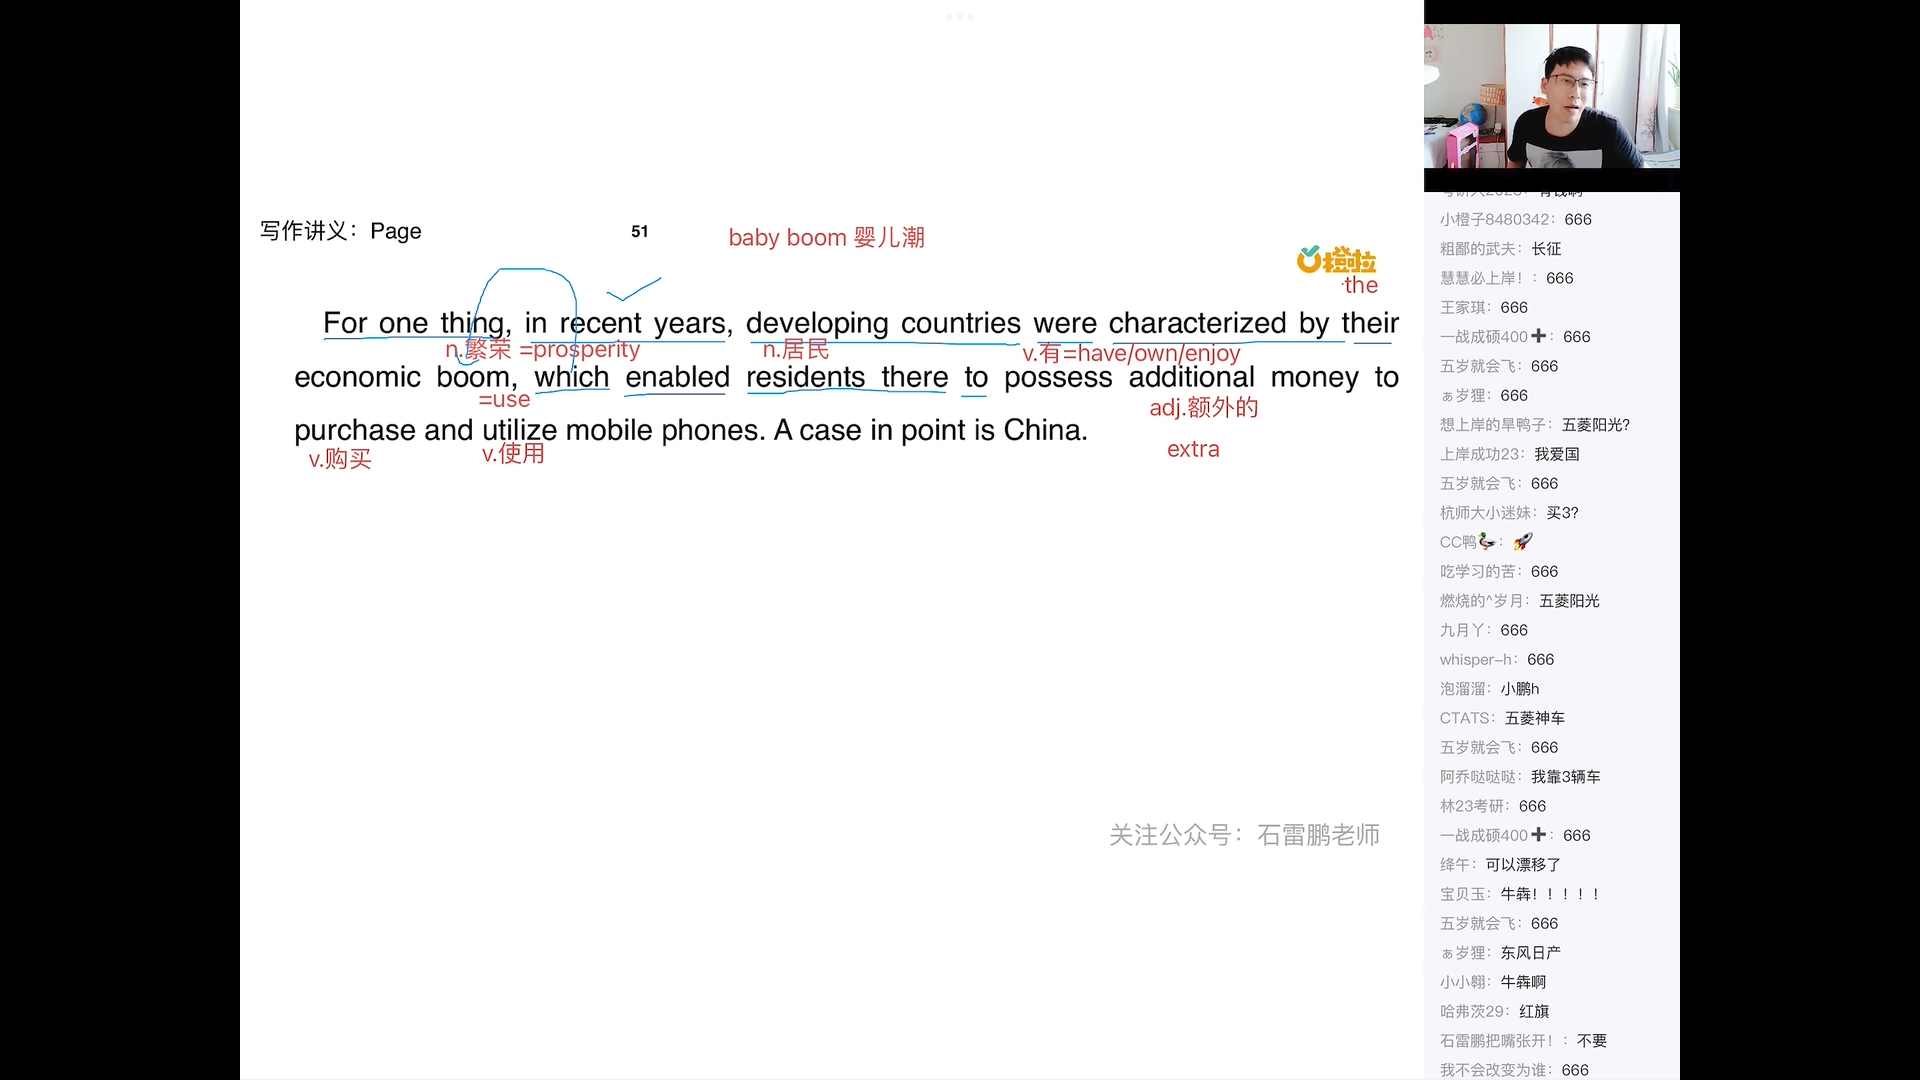 写作讲义：Page 51
baby boom 婴儿潮
橙啦
the
For one thing, in recent years, developing countries were characterized by their
n.繁荣 =prosperity n.居民 v.有=have/own/enjoy
economic boom, which enabled residents there to possess additional money to
=use adj.额外的
purchase and utilize mobile phones. A case in point is China.
v.购买 v.使用 extra
关注公众号：石雷鹏老师
小橙子8480342：666
粗鄙的武夫：长征
慧慧必上岸！：666
王家琪：666
一战成硕400➕：666
五岁就会飞：666
ぁ岁狸：666
想上岸的旱鸭子：五菱阳光?
上岸成功23：我爱国
五岁就会飞：666
杭师大小迷妹：买3?
CC鸭🦆：🚀
吃学习的苦：666
燃烧的^岁月：五菱阳光
九月丫：666
whisper-h：666
泡溜溜：小鹏h
CTATS：五菱神车
五岁就会飞：666
阿乔哒哒哒：我靠3辆车
林23考研：666
一战成硕400➕：666
绛午：可以漂移了
宝贝玉：牛犇！！！！！
五岁就会飞：666
ぁ岁狸：东风日产
小小翱：牛犇啊
哈弗茨29：红旗
石雷鹏把嘴张开！：不要
我不会改变为谁：666